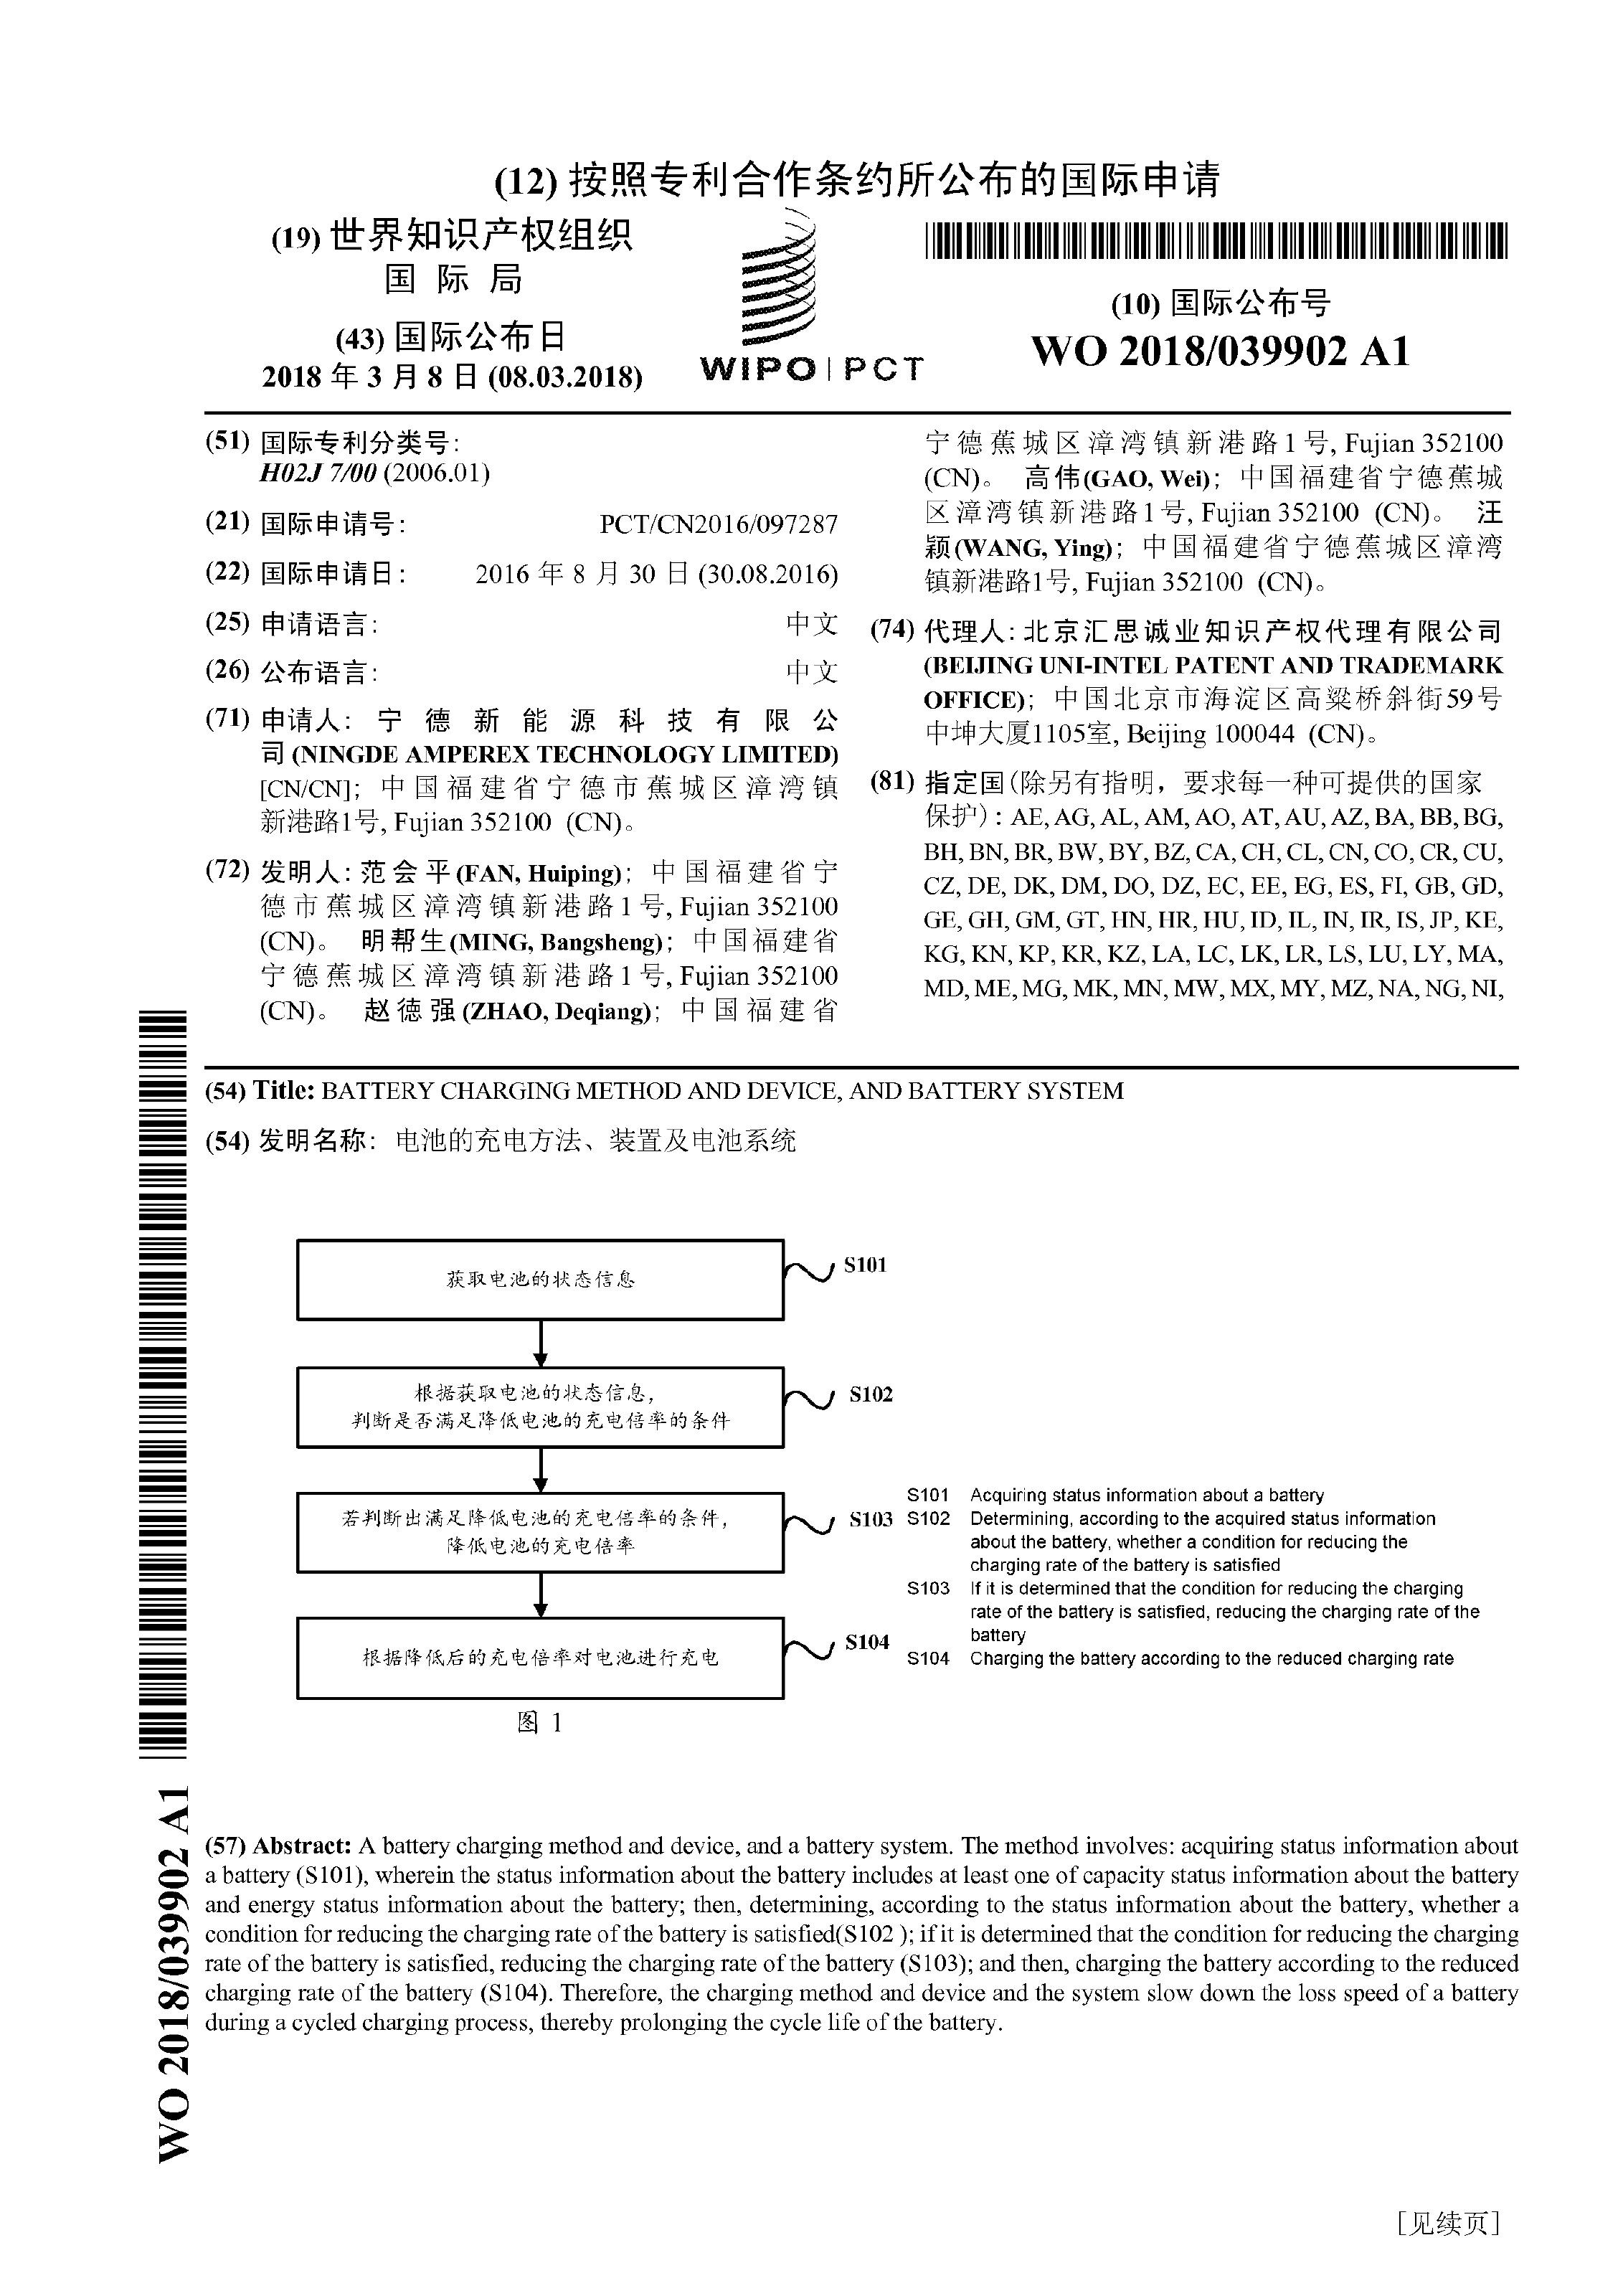 (12) 按照专利合作条约所公布的国际申请
(19) 世界知识产权组织
国 际 局
(43) 国际公布日
2018 年 3 月 8 日 (08.03.2018)
WIPO | PCT
(10) 国际公布号
WO 2018/039902 A1
(51) 国际专利分类号:
H02J 7/00 (2006.01)
(21) 国际申请号: PCT/CN2016/097287
(22) 国际申请日: 2016 年 8 月 30 日 (30.08.2016)
(25) 申请语言: 中文
(26) 公布语言: 中文
(71) 申请人: 宁 德 新 能 源 科 技 有 限 公
司 (NINGDE AMPEREX TECHNOLOGY LIMITED)
[CN/CN]; 中 国 福 建 省 宁 德 市 蕉 城 区 漳 湾 镇
新港路1号, Fujian 352100 (CN)。
(72) 发明人: 范 会 平 (FAN, Huiping); 中 国 福 建 省 宁
德 市 蕉 城 区 漳 湾 镇 新 港 路 1 号, Fujian 352100
(CN)。 明 帮 生 (MING, Bangsheng); 中 国 福 建 省
宁 德 蕉 城 区 漳 湾 镇 新 港 路 1 号, Fujian 352100
(CN)。 赵 德 强 (ZHAO, Deqiang); 中 国 福 建 省
宁 德 蕉 城 区 漳 湾 镇 新 港 路 1 号, Fujian 352100
(CN)。 高伟(GAO, Wei); 中 国 福 建 省 宁 德 蕉 城
区 漳 湾 镇 新 港 路 1 号, Fujian 352100 (CN)。 汪
颖(WANG, Ying); 中 国 福 建 省 宁 德 蕉 城 区 漳 湾
镇新港路1号, Fujian 352100 (CN)。
(74) 代理人: 北京汇思诚业知识产权代理有限公司
(BEIJING UNI-INTEL PATENT AND TRADEMARK
OFFICE); 中国北京市海淀区高粱桥斜街59号
中坤大厦1105室, Beijing 100044 (CN)。
(81) 指定国(除另有指明，要求每一种可提供的国家
保护): AE, AG, AL, AM, AO, AT, AU, AZ, BA, BB, BG,
BH, BN, BR, BW, BY, BZ, CA, CH, CL, CN, CO, CR, CU,
CZ, DE, DK, DM, DO, DZ, EC, EE, EG, ES, FI, GB, GD,
GE, GH, GM, GT, HN, HR, HU, ID, IL, IN, IR, IS, JP, KE,
KG, KN, KP, KR, KZ, LA, LC, LK, LR, LS, LU, LY, MA,
MD, ME, MG, MK, MN, MW, MX, MY, MZ, NA, NG, NI,
(54) Title: BATTERY CHARGING METHOD AND DEVICE, AND BATTERY SYSTEM
(54) 发明名称: 电池的充电方法、装置及电池系统
获取电池的状态信息 S101
根据获取电池的状态信息,
判断是否满足降低电池的充电倍率的条件 S102
若判断出满足降低电池的充电倍率的条件,
降低电池的充电倍率 S103
根据降低后的充电倍率对电池进行充电 S104
图 1
S101 Acquiring status information about a battery
S102 Determining, according to the acquired status information
about the battery, whether a condition for reducing the
charging rate of the battery is satisfied
S103 If it is determined that the condition for reducing the charging
rate of the battery is satisfied, reducing the charging rate of the
battery
S104 Charging the battery according to the reduced charging rate
(57) Abstract: A battery charging method and device, and a battery system. The method involves: acquiring status information about
a battery (S101), wherein the status information about the battery includes at least one of capacity status information about the battery
and energy status information about the battery; then, determining, according to the status information about the battery, whether a
condition for reducing the charging rate of the battery is satisfied(S102 ); if it is determined that the condition for reducing the charging
rate of the battery is satisfied, reducing the charging rate of the battery (S103); and then, charging the battery according to the reduced
charging rate of the battery (S104). Therefore, the charging method and device and the system slow down the loss speed of a battery
during a cycled charging process, thereby prolonging the cycle life of the battery.
WO 2018/039902 A1
[见续页]